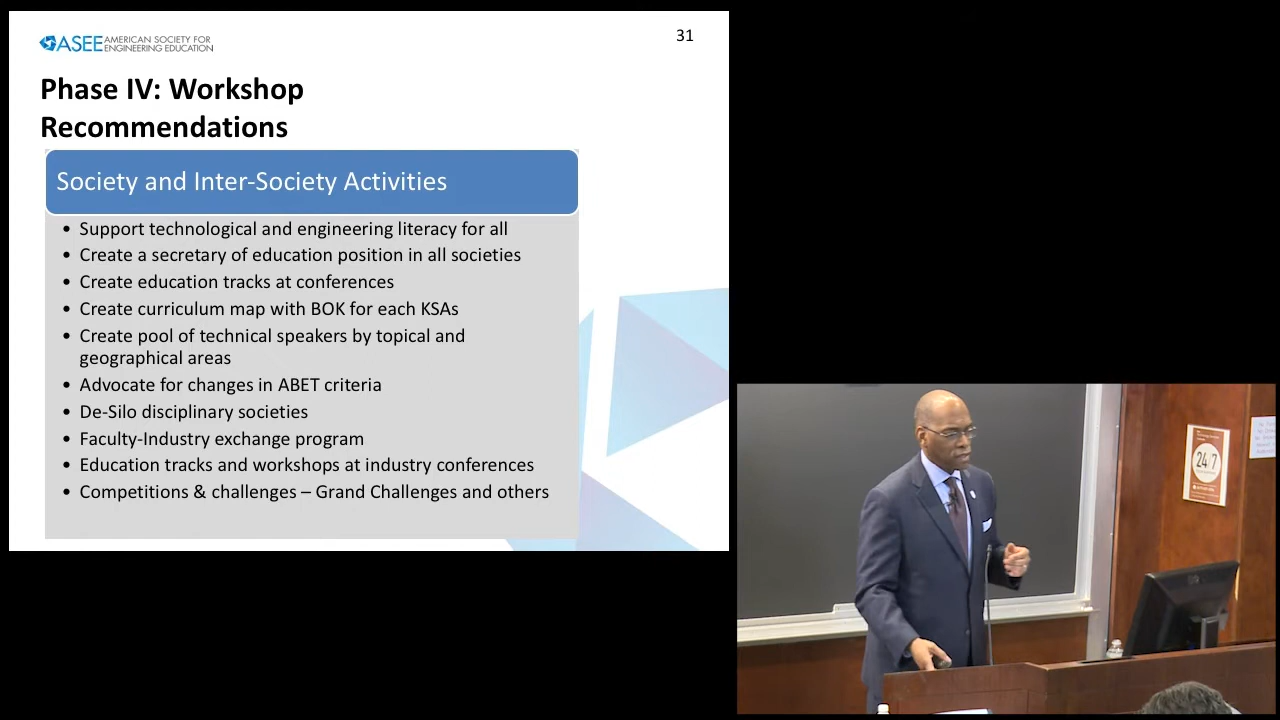 31
ASEE AMERICAN SOCIETY FOR
ENGINEERING EDUCATION
Phase IV: Workshop
Recommendations
Society and Inter-Society Activities
• Support technological and engineering literacy for all
• Create a secretary of education position in all societies
• Create education tracks at conferences
• Create curriculum map with BOK for each KSAs
• Create pool of technical speakers by topical and
geographical areas
• Advocate for changes in ABET criteria
• De-Silo disciplinary societies
• Faculty-Industry exchange program
• Education tracks and workshops at industry conferences
• Competitions & challenges – Grand Challenges and others
24/7